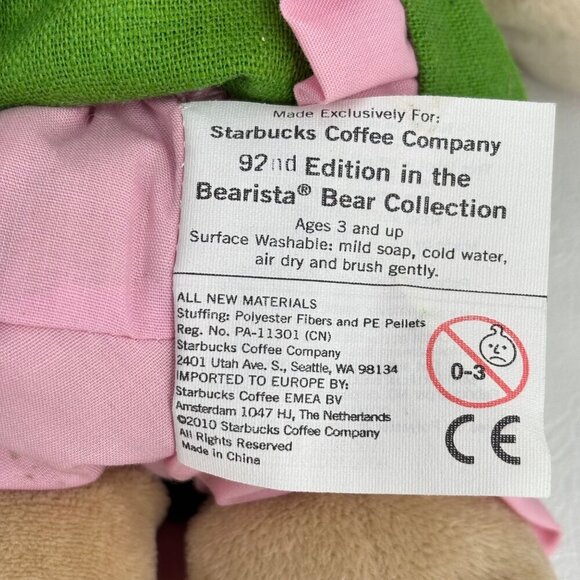 Made Exclusively For:
Starbucks Coffee Company
92nd Edition in the
Bearista® Bear Collection
Ages 3 and up
Surface Washable: mild soap, cold water,
air dry and brush gently.
ALL NEW MATERIALS
Stuffing: Polyester Fibers and PE Pellets
Reg. No. PA-11301 (CN)
Starbucks Coffee Company
2401 Utah Ave. S., Seattle, WA 98134
IMPORTED TO EUROPE BY:
Starbucks Coffee EMEA BV
Amsterdam 1047 HJ, The Netherlands
©2010 Starbucks Coffee Company
All Rights Reserved
Made in China
0-3
CE